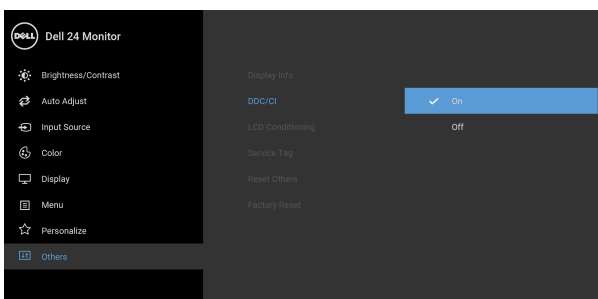 DELL Dell 24 Monitor
Brightness/Contrast
Auto Adjust
Input Source
Color
Display
Menu
Personalize
Others
Display Info
DDC/CI
LCD Conditioning
Service Tag
Reset Others
Factory Reset
On
Off